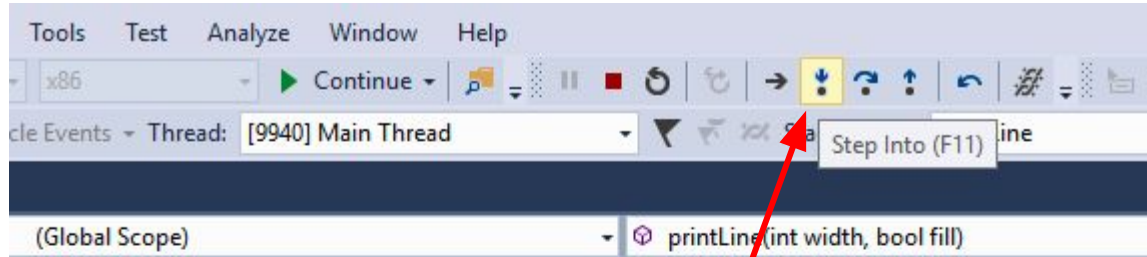 Tools Test Analyze Window Help
x86 Continue
cle Events Thread: [9940] Main Thread ine
Step Into (F11)
(Global Scope) printLine(int width, bool fill)